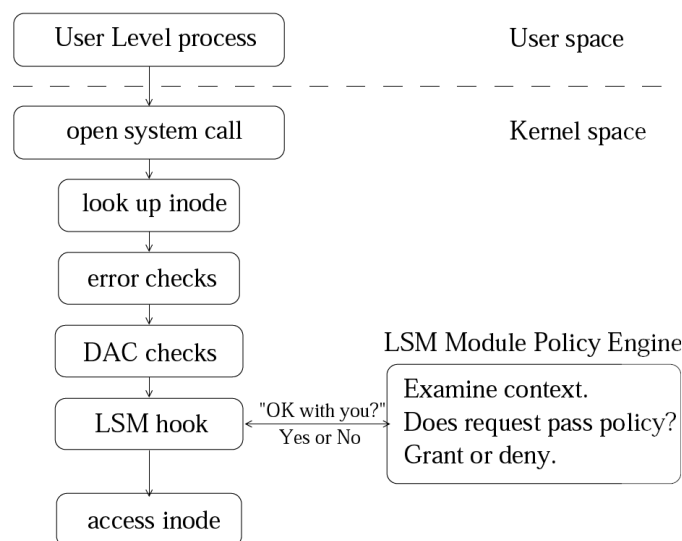 User Level process
User space
open system call
Kernel space
look up inode
error checks
DAC checks
LSM Module Policy Engine
Examine context.
"OK with you?"
LSM hook
Does request pass policy?
Yes or No
Grant or deny.
access inode